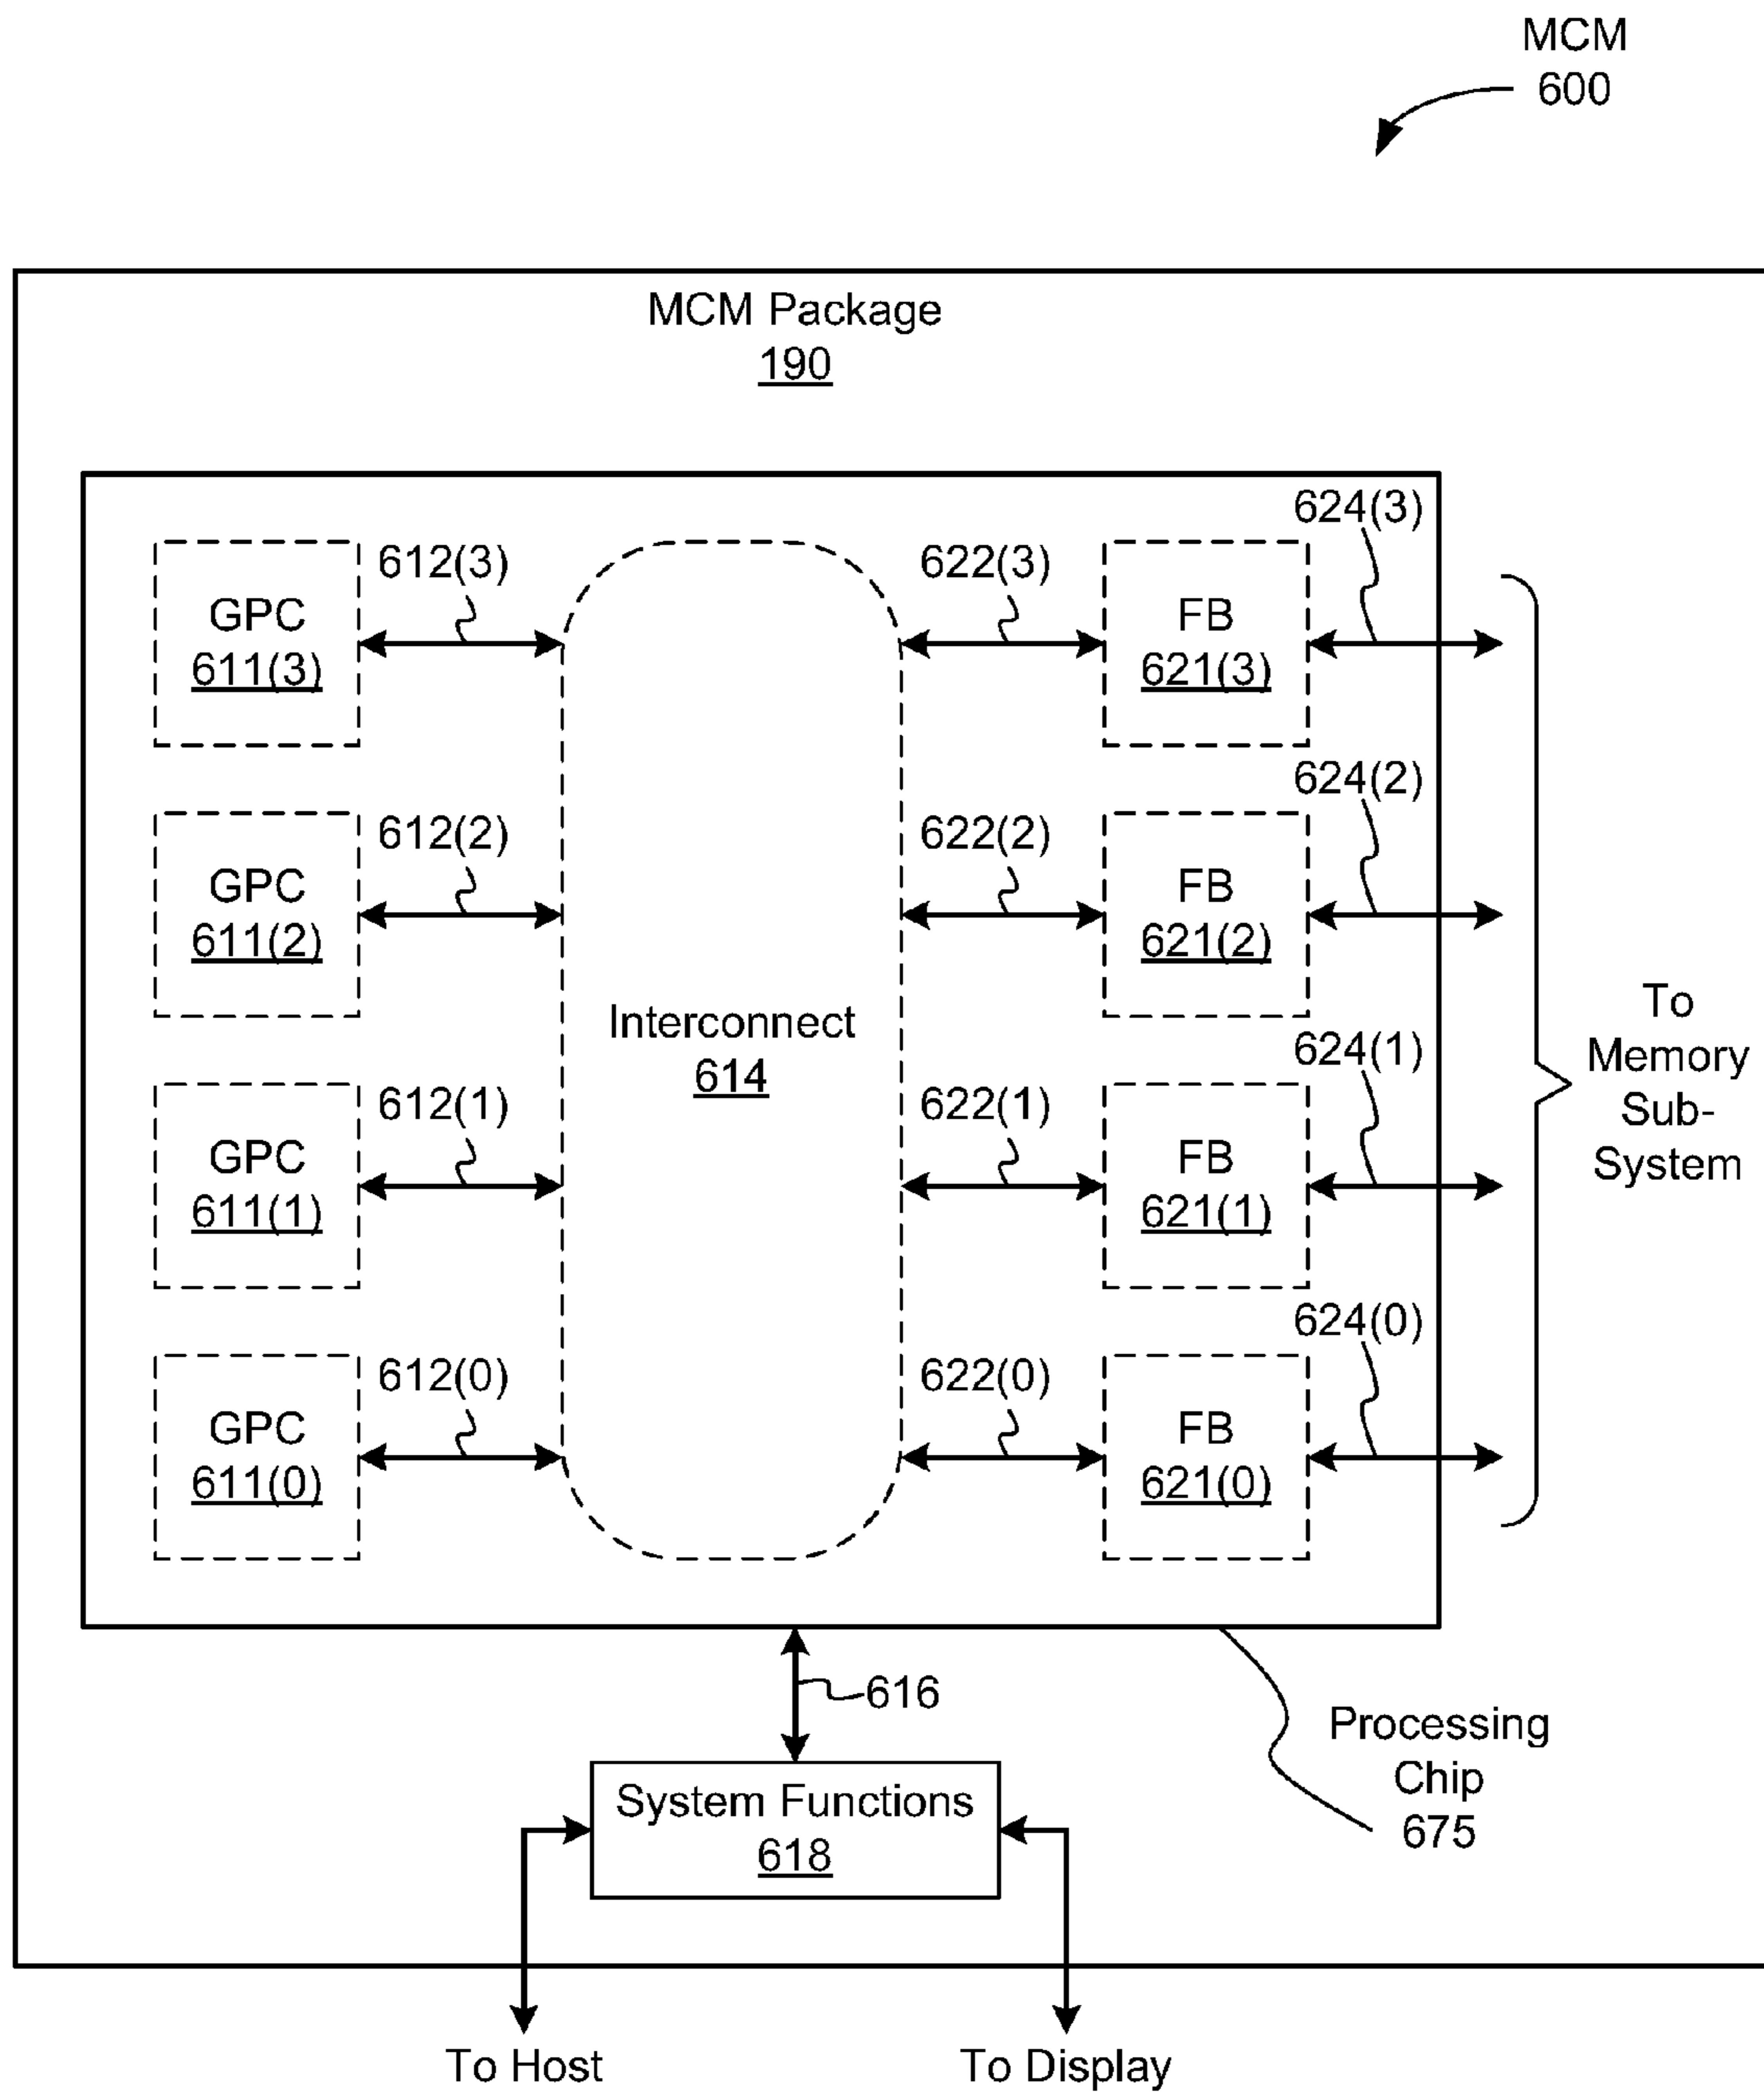 MCM
600
MCM Package
190
624(3)
612(3)
622(3)
GPC
611(3)
FB
621(3)
624(2)
612(2)
622(2)
GPC
611(2)
FB
621(2)
To
Memory
Sub-
System
Interconnect
614
624(1)
612(1)
622(1)
GPC
611(1)
FB
621(1)
624(0)
612(0)
622(0)
GPC
611(0)
FB
621(0)
616
Processing
Chip
675
System Functions
618
To Host
To Display